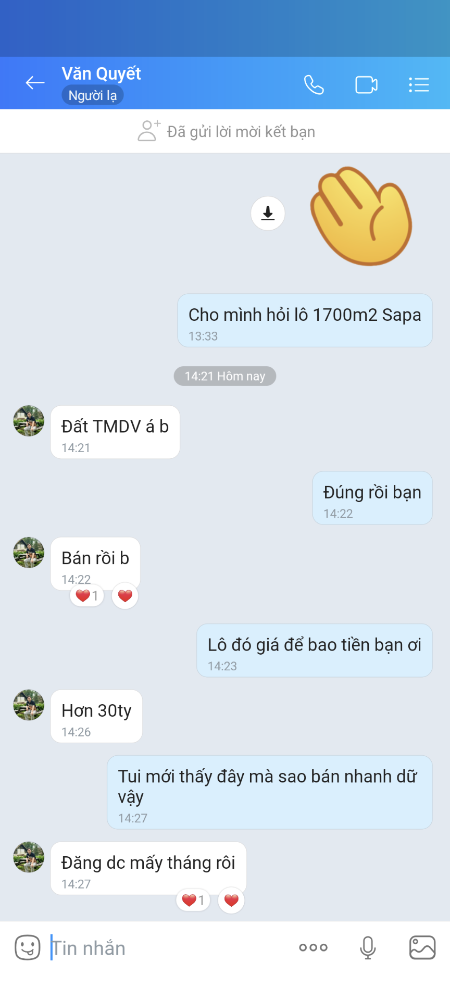 Văn Quyết
Người lạ
Đã gửi lời mời kết bạn
Cho mình hỏi lô 1700m2 Sapa
13:33
14:21 Hôm nay
Đất TMDV á b
14:21
Đúng rồi bạn
14:22
Bán rồi b
14:22
1
Lô đó giá để bao tiền bạn ơi
14:23
Hơn 30ty
14:26
Tui mới thấy đây mà sao bán nhanh dữ
vậy
14:27
Đăng dc mấy tháng rôi
14:27
1
Tin nhắn